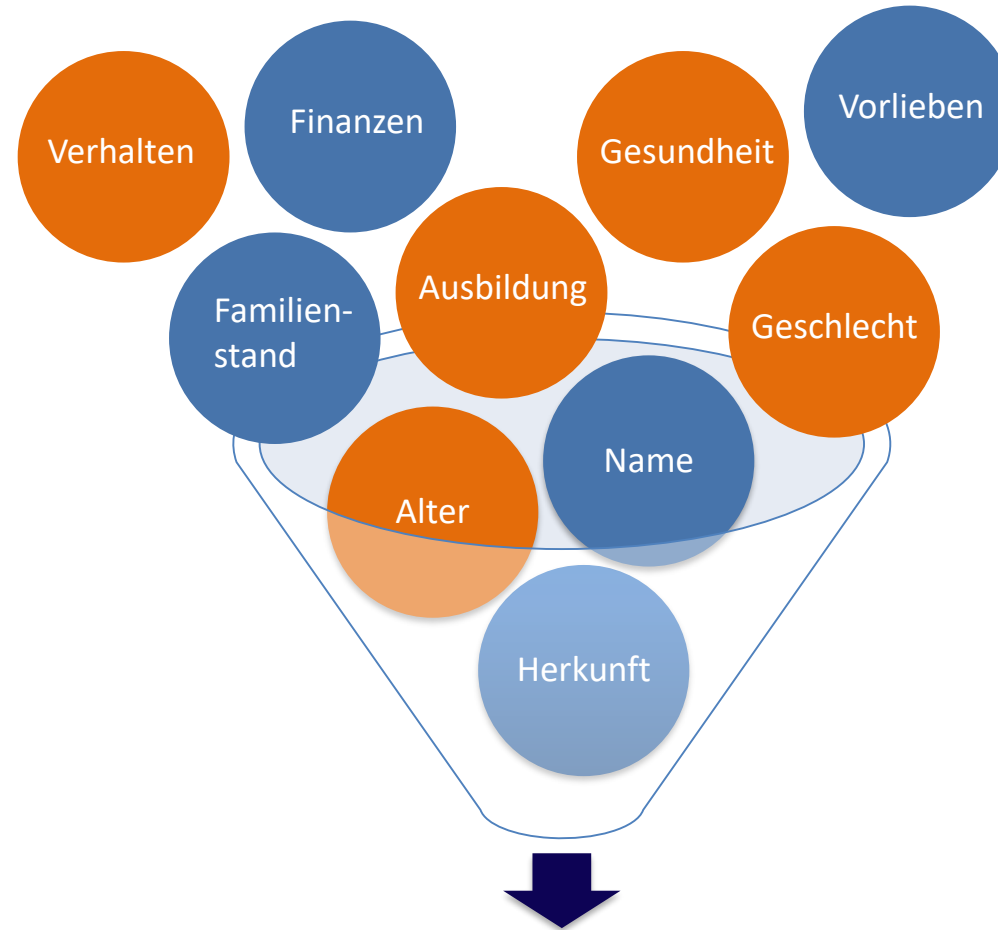 Verhalten
Finanzen
Gesundheit
Vorlieben
Familien-
stand
Ausbildung
Geschlecht
Alter
Name
Herkunft